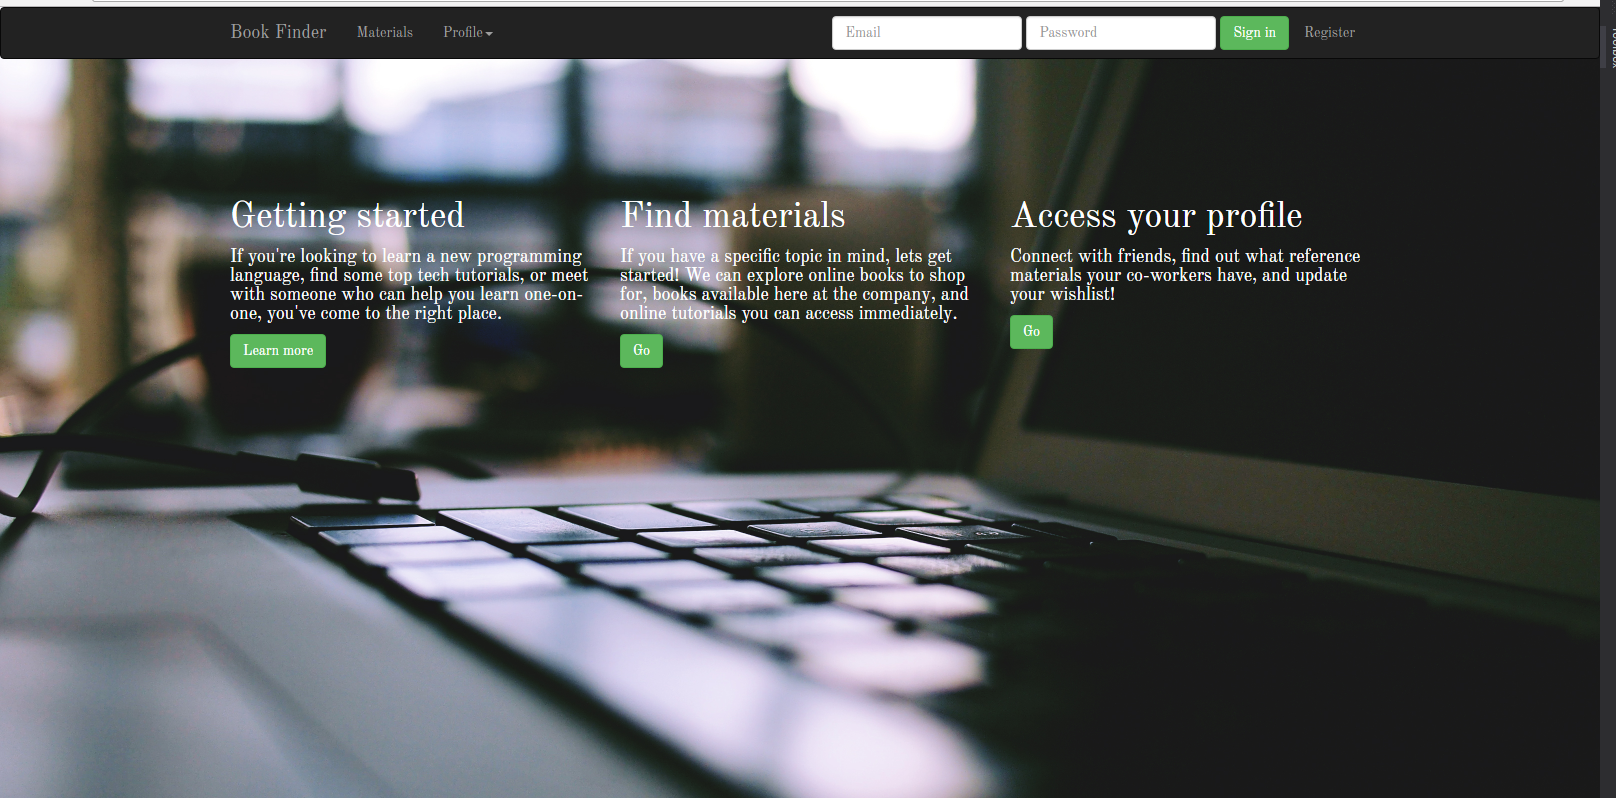 Book Finder Materials Profile Email Password Sign in Register
Getting started
If you're looking to learn a new programming
language, find some top tech tutorials, or meet
with someone who can help you learn one-on-
one, you've come to the right place.
Learn more
Find materials
If you have a specific topic in mind, lets get
started! We can explore online books to shop
for, books available here at the company, and
online tutorials you can access immediately.
Go
Access your profile
Connect with friends, find out what reference
materials your co-workers have, and update
your wishlist!
Go